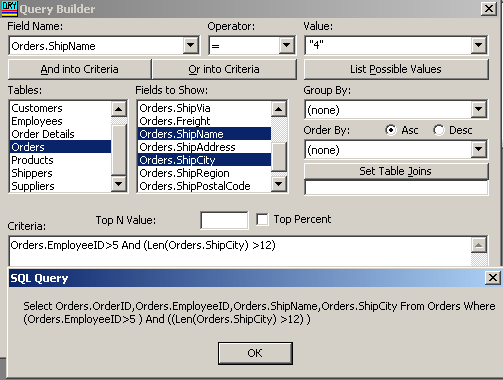 DRY Query Builder
Field Name: Operator: Value:
Orders.ShipName = "4"
And into Criteria Or into Criteria List Possible Values
Tables: Fields to Show: Group By:
Customers Orders.ShipVia (none)
Employees Orders.Freight
Order Details Orders.ShipName Order By: Asc Desc
Orders Orders.ShipAddress (none)
Products Orders.ShipCity
Shippers Orders.ShipRegion Set Table Joins
Suppliers Orders.ShipPostalCode
Top N Value: Top Percent
Criteria:
Orders.EmployeeID>5 And (Len(Orders.ShipCity) >12)
SQL Query
Select Orders.OrderID,Orders.EmployeeID,Orders.ShipName,Orders.ShipCity From Orders Where
(Orders.EmployeeID>5 ) And ((Len(Orders.ShipCity) >12) )
OK